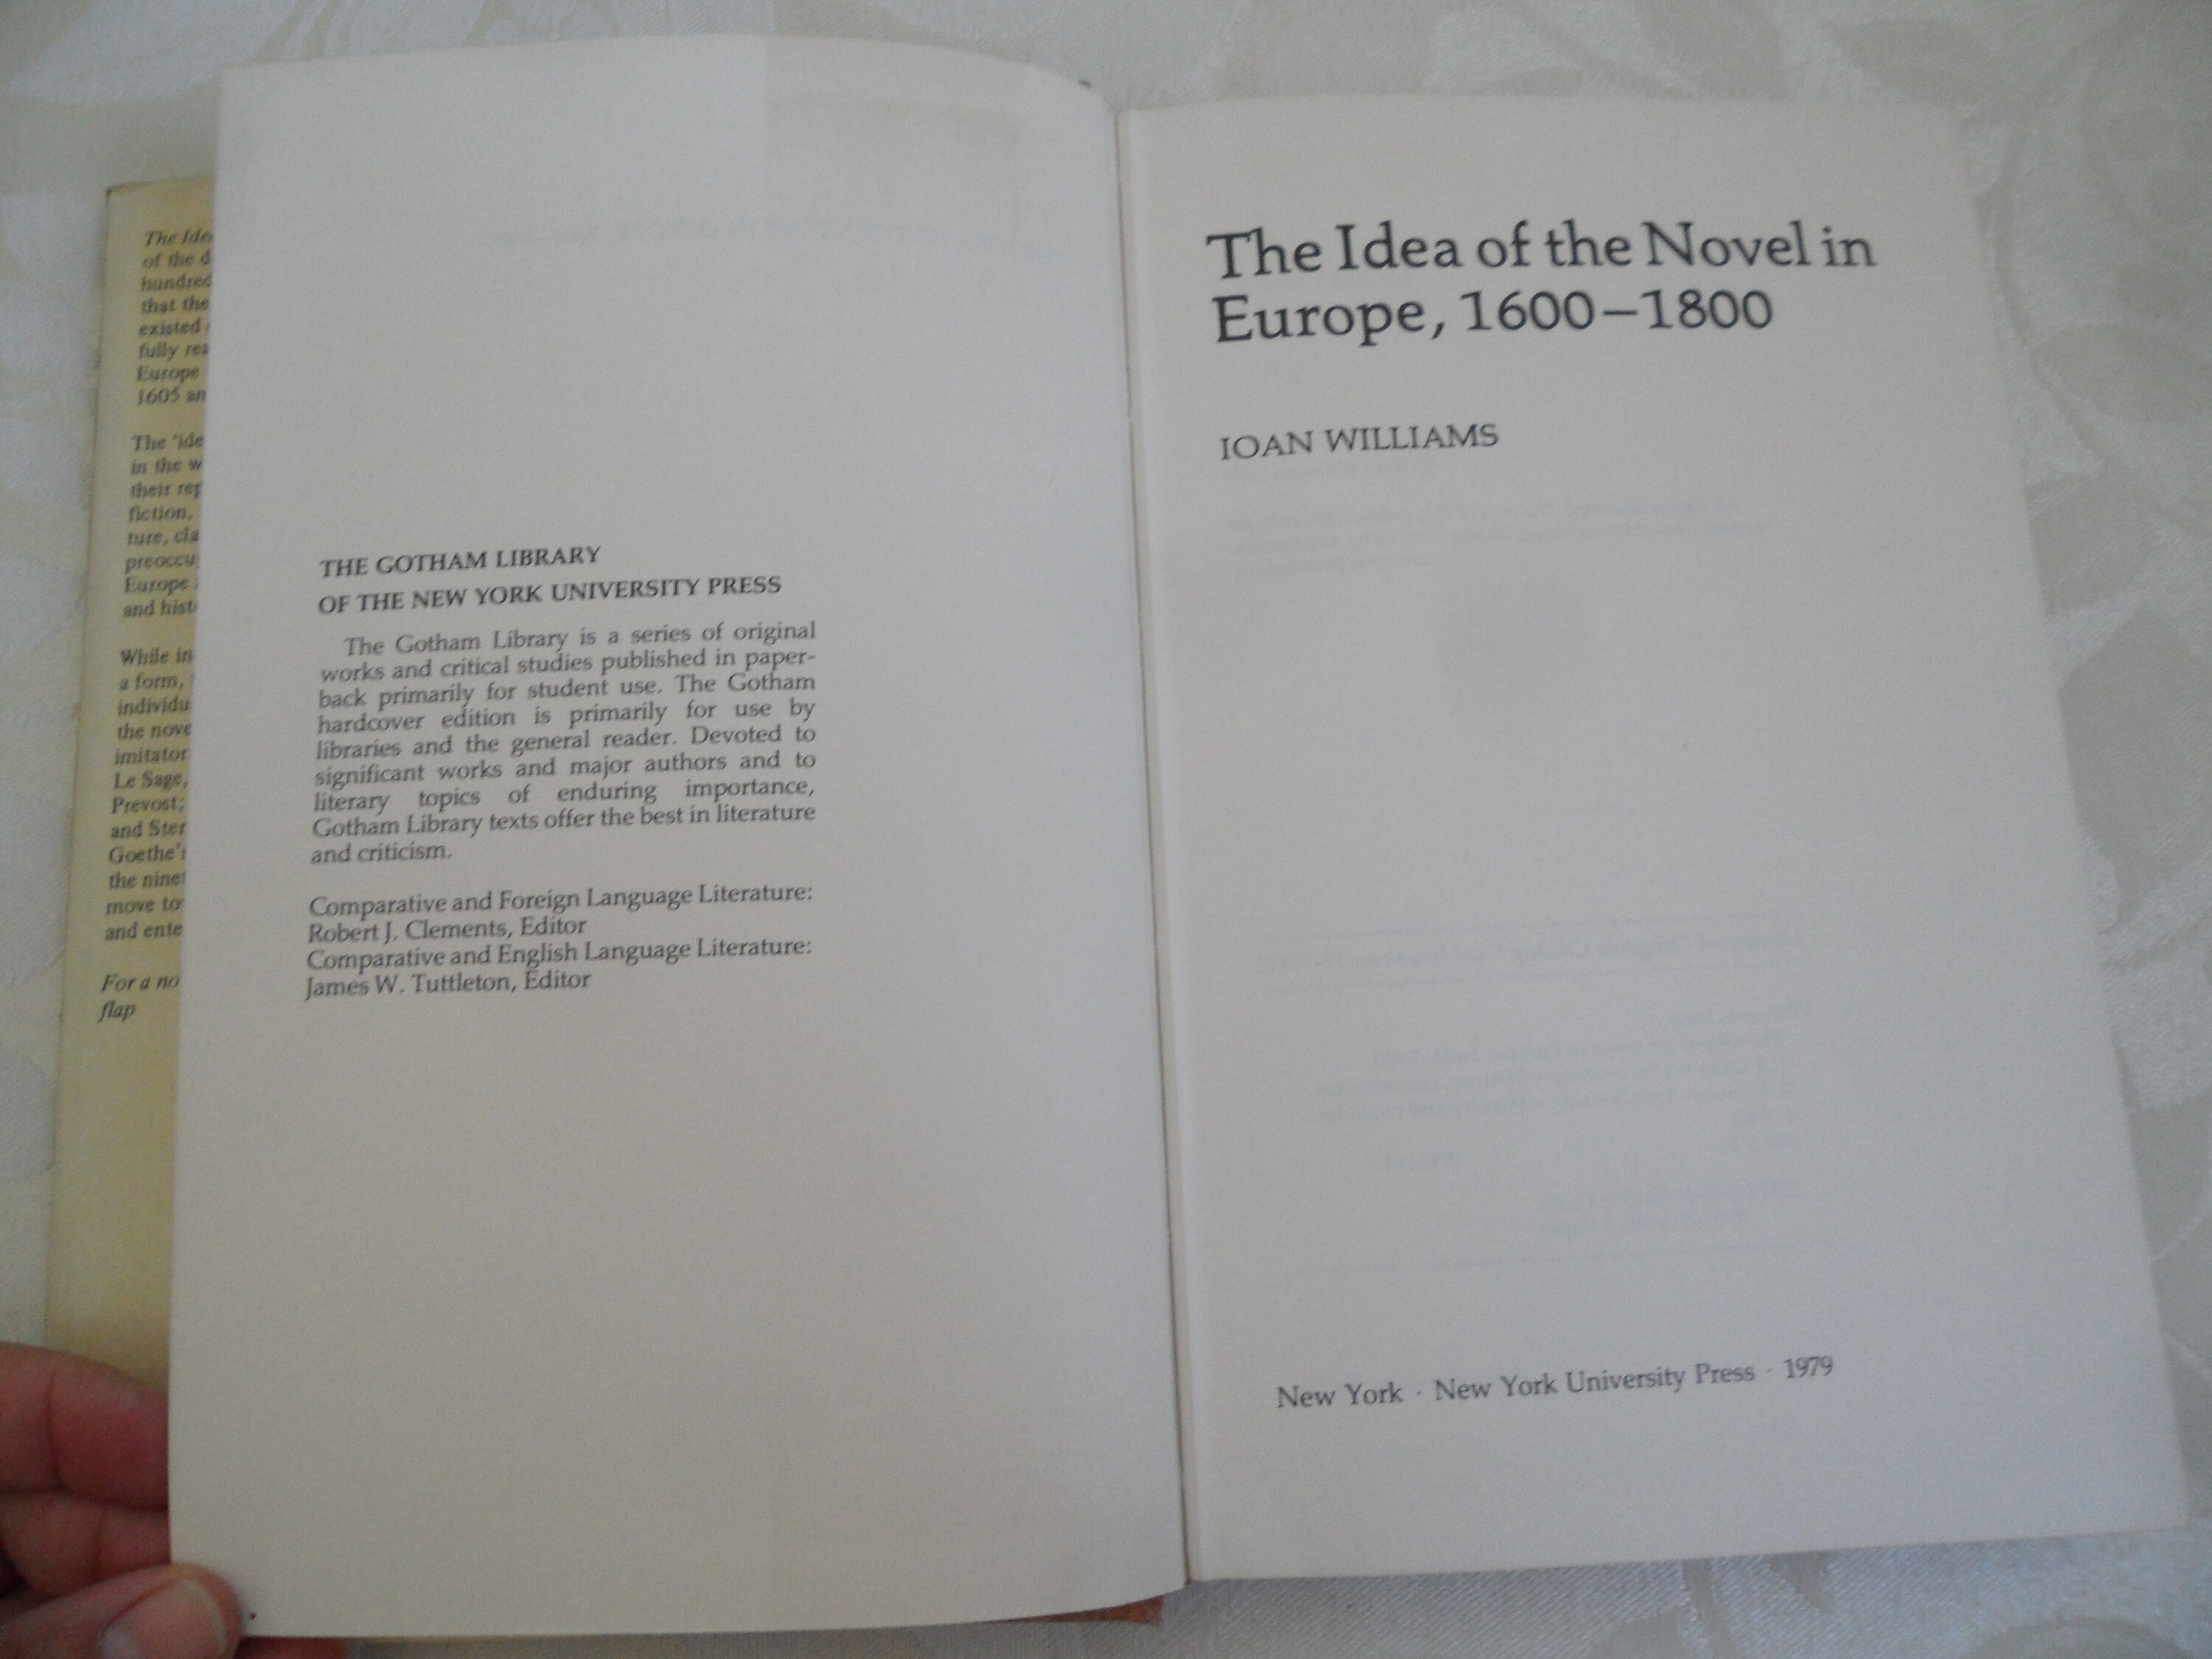 The Ide
of the d
hundred
that the
existed
fully rea
Europe
1605 an
The 'ide
in the w
their rep
fiction,
ture, cla
preoccu
Europe
and hist
While in
a form,
individu
the nove
imitator
Le Sage,
Prevost;
and Ster
Goethe's
the nine
move to
and ente
For a no
flap
THE GOTHAM LIBRARY
OF THE NEW YORK UNIVERSITY PRESS
The Gotham Library is a series of original
works and critical studies published in paper-
back primarily for student use. The Gotham
hardcover edition is primarily for use by
libraries and the general reader. Devoted to
significant works and major authors and to
literary topics of enduring importance,
Gotham Library texts offer the best in literature
and criticism.
Comparative and Foreign Language Literature:
Robert J. Clements, Editor
Comparative and English Language Literature:
James W. Tuttleton, Editor
The Idea of the Novel in
Europe, 1600–1800
IOAN WILLIAMS
New York · New York University Press · 1979